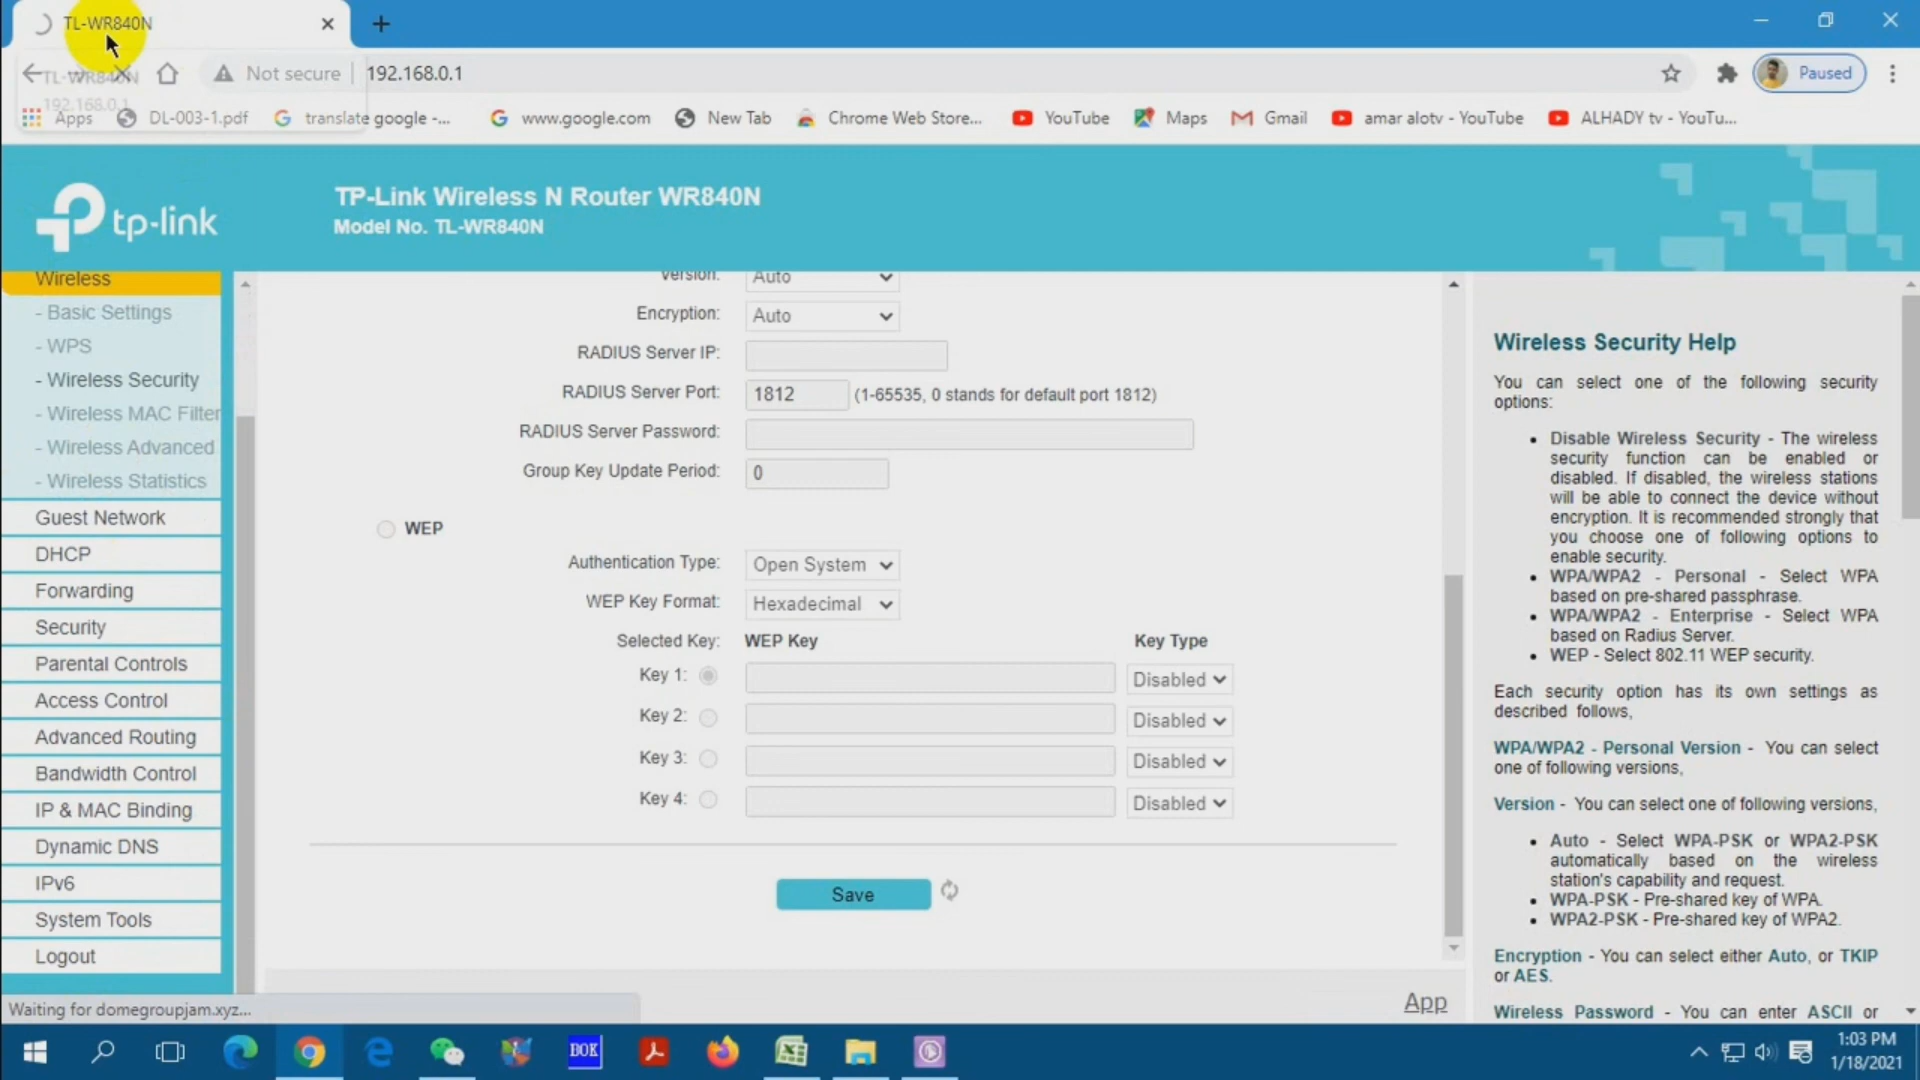 TL-WR840N
TL-WR840N
192.168.0.1
Not secure
192.168.0.1
Paused
Apps
DL-003-1.pdf
translate google -...
www.google.com
New Tab
Chrome Web Store...
YouTube
Maps
Gmail
amar alotv - YouTube
ALHADY tv - YouTu...
tp-link
TP-Link Wireless N Router WR840N
Model No. TL-WR840N
Wireless
- Basic Settings
- WPS
- Wireless Security
- Wireless MAC Filter
- Wireless Advanced
- Wireless Statistics
Guest Network
DHCP
Forwarding
Security
Parental Controls
Access Control
Advanced Routing
Bandwidth Control
IP & MAC Binding
Dynamic DNS
IPv6
System Tools
Logout
Version: Auto
Encryption: Auto
RADIUS Server IP:
RADIUS Server Port: 1812 (1-65535, 0 stands for default port 1812)
RADIUS Server Password:
Group Key Update Period: 0
WEP
Authentication Type: Open System
WEP Key Format: Hexadecimal
Selected Key: WEP Key Key Type
Key 1: Disabled
Key 2: Disabled
Key 3: Disabled
Key 4: Disabled
Save
App
Wireless Security Help
You can select one of the following security
options:
Disable Wireless Security - The wireless
security function can be enabled or
disabled. If disabled, the wireless stations
will be able to connect the device without
encryption. It is recommended strongly that
you choose one of following options to
enable security.
WPA/WPA2 - Personal - Select WPA
based on pre-shared passphrase.
WPA/WPA2 - Enterprise - Select WPA
based on Radius Server.
WEP - Select 802.11 WEP security.
Each security option has its own settings as
described follows,
WPA/WPA2 - Personal Version - You can select
one of following versions,
Version - You can select one of following versions,
Auto - Select WPA-PSK or WPA2-PSK
automatically based on the wireless
station's capability and request.
WPA-PSK - Pre-shared key of WPA.
WPA2-PSK - Pre-shared key of WPA2.
Encryption - You can select either Auto, or TKIP
or AES.
Wireless Password - You can enter ASCII or
Waiting for domegroupjam.xyz...
BOK
1:03 PM
1/18/2021